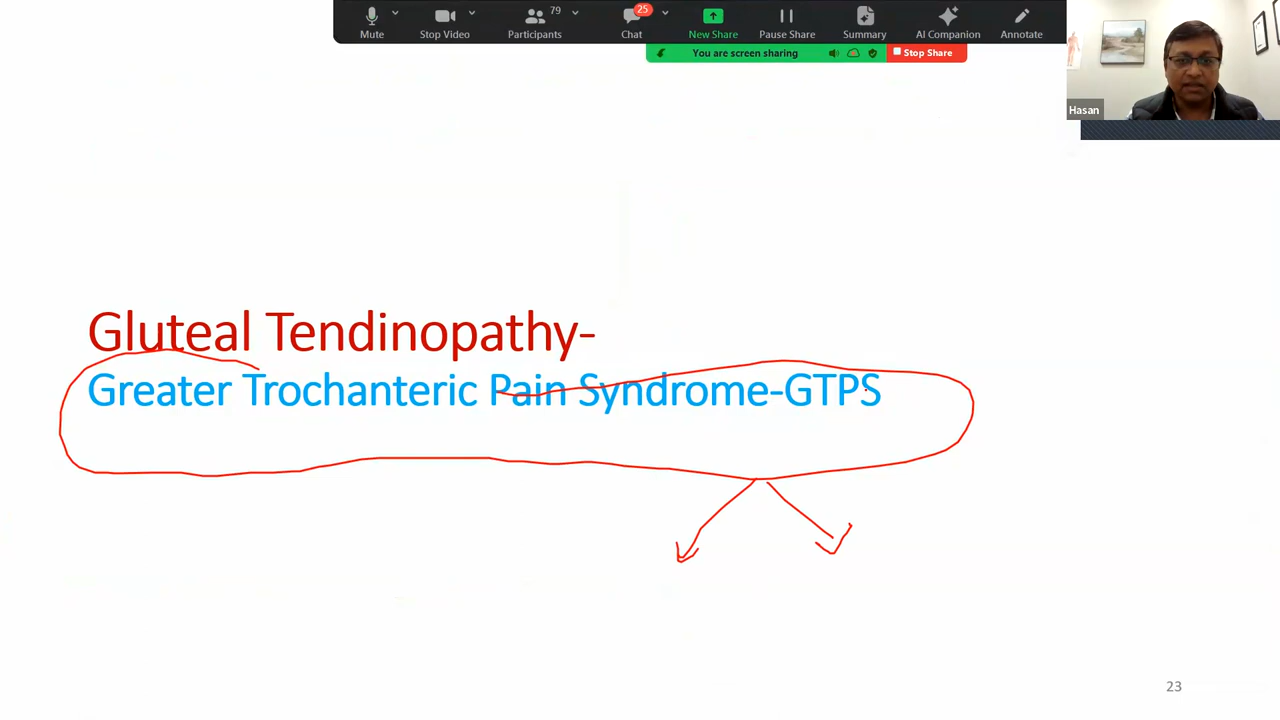 Mute
Stop Video
Participants
79
Chat
25
New Share
Pause Share
Summary
AI Companion
Annotate
You are screen sharing
Stop Share
Hasan
Gluteal Tendinopathy-
Greater Trochanteric Pain Syndrome-GTPS
23